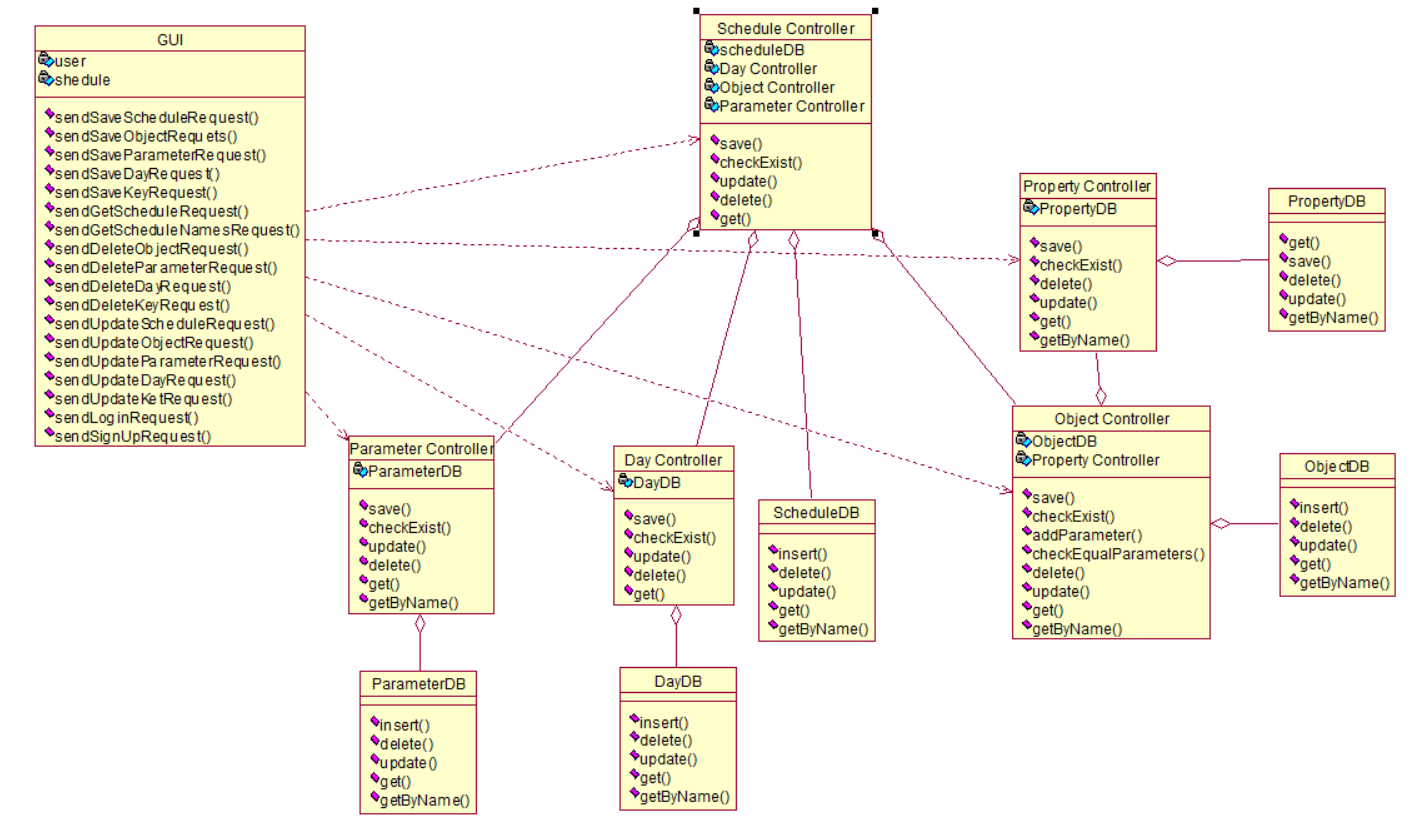 GUI
user
shedule
sendSaveScheduleRequest()
sendSaveObjectRequets()
sendSaveParameterRequest()
sendSaveDayRequest()
sendSaveKeyRequest()
sendGetScheduleRequest()
sendGetScheduleNamesRequest()
sendDeleteObjectRequest()
sendDeleteParameterRequest()
sendDeleteDayRequest()
sendDeleteKeyRequest()
sendUpdateScheduleRequest()
sendUpdateObjectRequest()
sendUpdateParameterRequest()
sendUpdateDayRequest()
sendUpdateKetRequest()
sendLoginRequest()
sendSignUpRequest()
Schedule Controller
scheduleDB
Day Controller
Object Controller
Parameter Controller
save()
checkExist()
update()
delete()
get()
Property Controller
PropertyDB
save()
checkExist()
delete()
update()
get()
getByName()
PropertyDB
get()
save()
delete()
update()
getByName()
Parameter Controller
ParameterDB
save()
checkExist()
update()
delete()
get()
getByName()
Day Controller
DayDB
save()
checkExist()
update()
delete()
get()
ScheduleDB
insert()
delete()
update()
get()
getByName()
Object Controller
ObjectDB
Property Controller
save()
checkExist()
addParameter()
checkEqualParameters()
delete()
update()
get()
getByName()
ObjectDB
insert()
delete()
update()
get()
getByName()
ParameterDB
insert()
delete()
update()
get()
getByName()
DayDB
insert()
delete()
update()
get()
getByName()